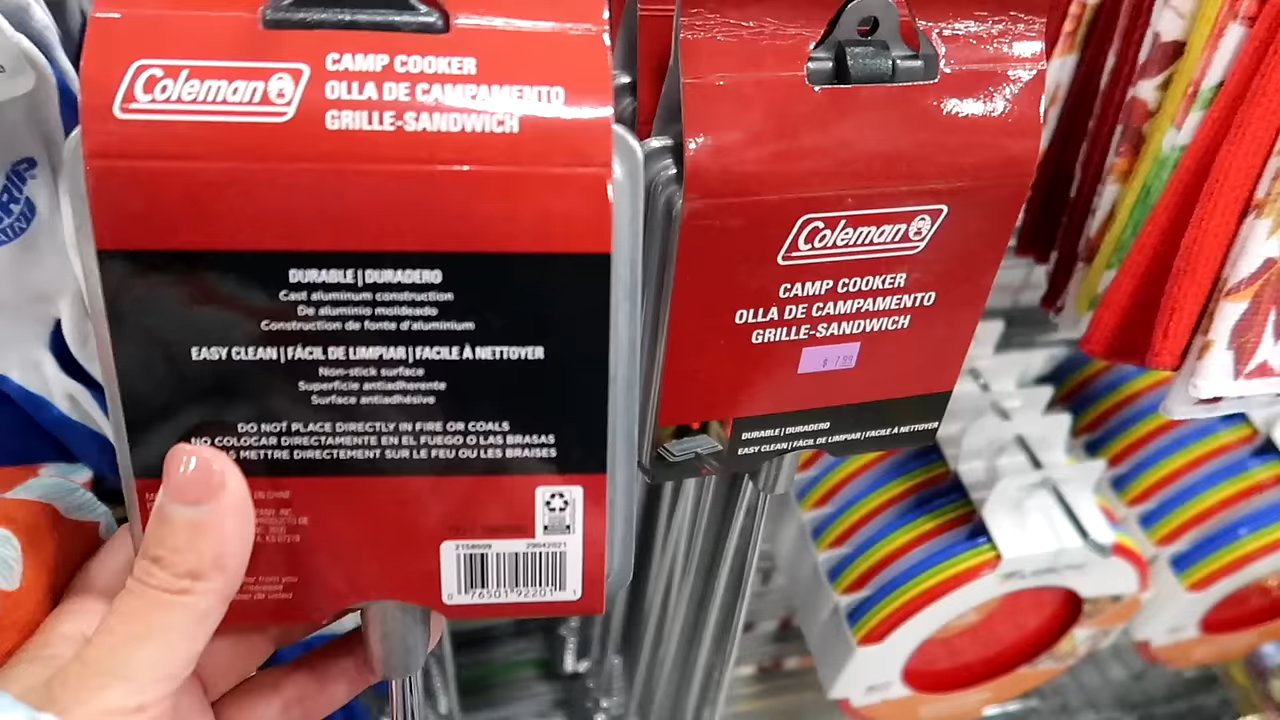 Coleman
CAMP COOKER
OLLA DE CAMPAMENTO
GRILLE-SANDWICH
DURABLE | DURADERO
Cast aluminum construction
De aluminio moldeado
Construction de fonte d'aluminium
EASY CLEAN | FÁCIL DE LIMPIAR | FACILE À NETTOYER
Non-stick surface
Superficie antiadherente
Surface antiadhésive
DO NOT PLACE DIRECTLY IN FIRE OR COALS
NO COLOCAR DIRECTAMENTE EN EL FUEGO O LAS BRASAS
METTRE DIRECTEMENT SUR LE FEU OU LES BRAISES
2158009 29042021
0 76501 92201 1
Coleman
CAMP COOKER
OLLA DE CAMPAMENTO
GRILLE-SANDWICH
$ 7.99
DURABLE | DURADERO
EASY CLEAN | FÁCIL DE LIMPIAR | FACILE À NETTOYER